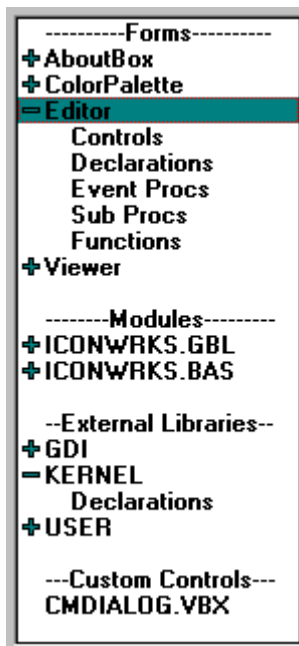 ----------Forms----------
+AboutBox
+ColorPalette
-Editor
Controls
Declarations
Event Procs
Sub Procs
Functions
+Viewer
--------Modules---------
+ICONWRKS.GBL
+ICONWRKS.BAS
--External Libraries--
+GDI
-KERNEL
Declarations
+USER
---Custom Controls---
CMDIALOG.VBX